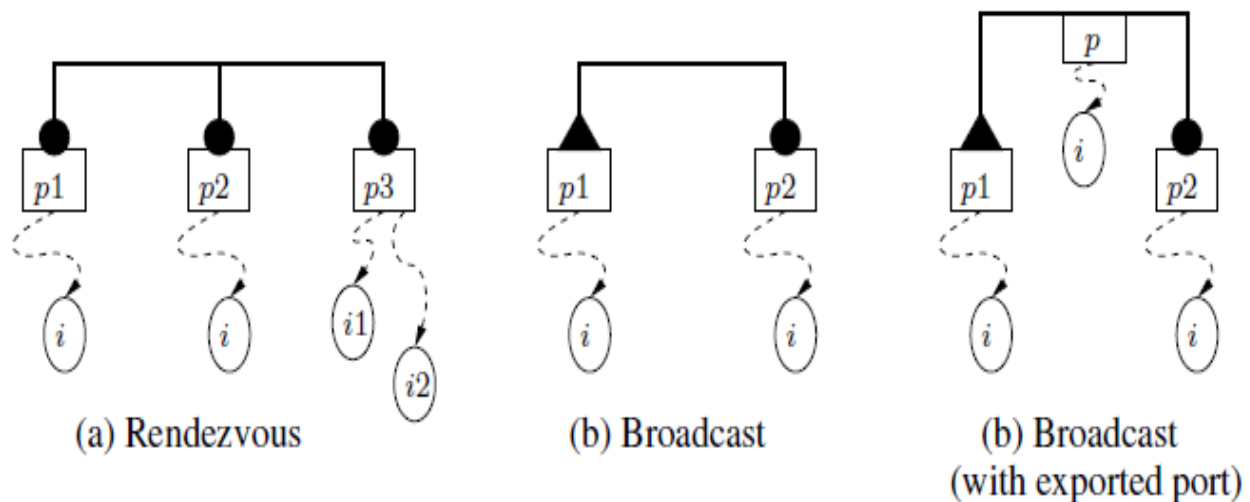 p
i
p1 p2 p3 p1 p2 p1 p2
i i i1 i2 i i i i
(a) Rendezvous (b) Broadcast (b) Broadcast
(with exported port)